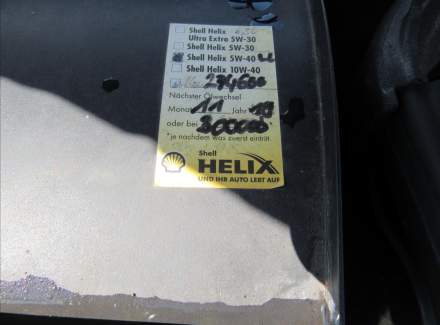 Shell Helix
Ultra Extra 5W-30
Shell Helix 5W-30
Shell Helix 5W-40
Shell Helix 10W-40
274600
Nächster Ölwechsel
Monat 11 Jahr 19
oder bei 300000
*je nachdem was zuerst eintritt.
Shell
HELIX
UND IHR AUTO LEBT AUF